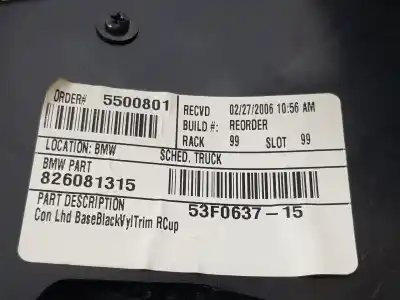 ORDER# 5500801
RECVD 02/27/2006 10:56 AM
BUILD #: REORDER
RACK 99 SLOT 99
LOCATION: BMW SCHED. TRUCK
BMW PART
826081315
PART DESCRIPTION 53F0637-15
Con Lhd BaseBlackVylTrim RCup